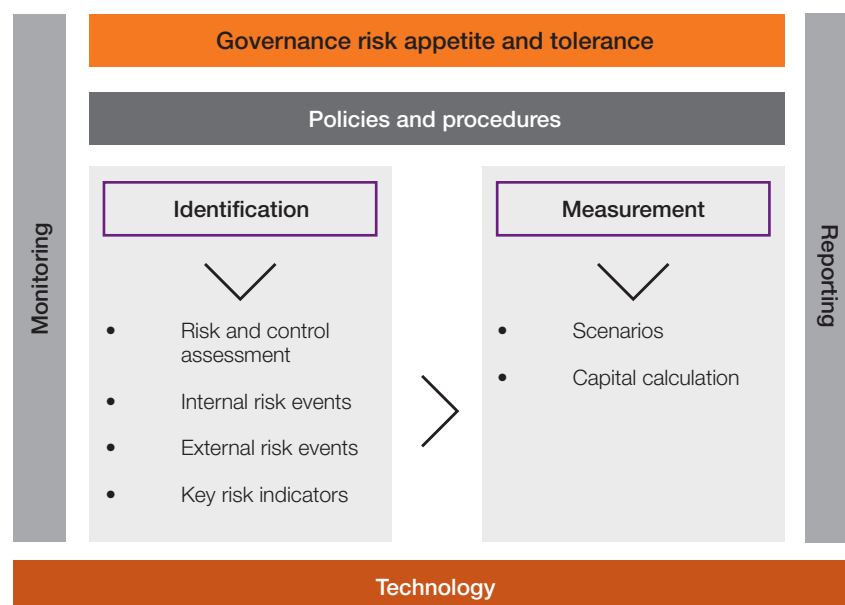 Governance risk appetite and tolerance
Policies and procedures
Monitoring
Identification
• Risk and control
assessment
• Internal risk events
• External risk events
• Key risk indicators
Measurement
• Scenarios
• Capital calculation
Reporting
Technology